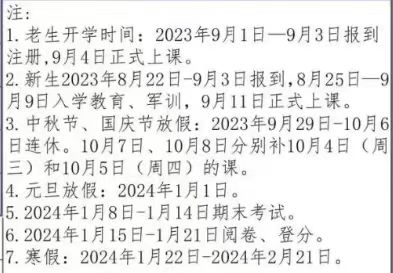 注:
1.老生开学时间：2023年9月1日—9月3日报到
注册,9月4日正式上课。
2.新生2023年8月22日-9月3日报到,8月25日—9
月9日入学教育、军训，9月11日正式上课。
3.中秋节、国庆节放假：2023年9月29日-10月6
日连休。10月7日、10月8日分别补10月4日（周
三）和10月5日（周四）的课。
4.元旦放假：2024年1月1日。
5.2024年1月8日-1月14日期末考试。
6.2024年1月15日-1月21日阅卷、登分。
7.寒假：2024年1月22日-2024年2月21日。